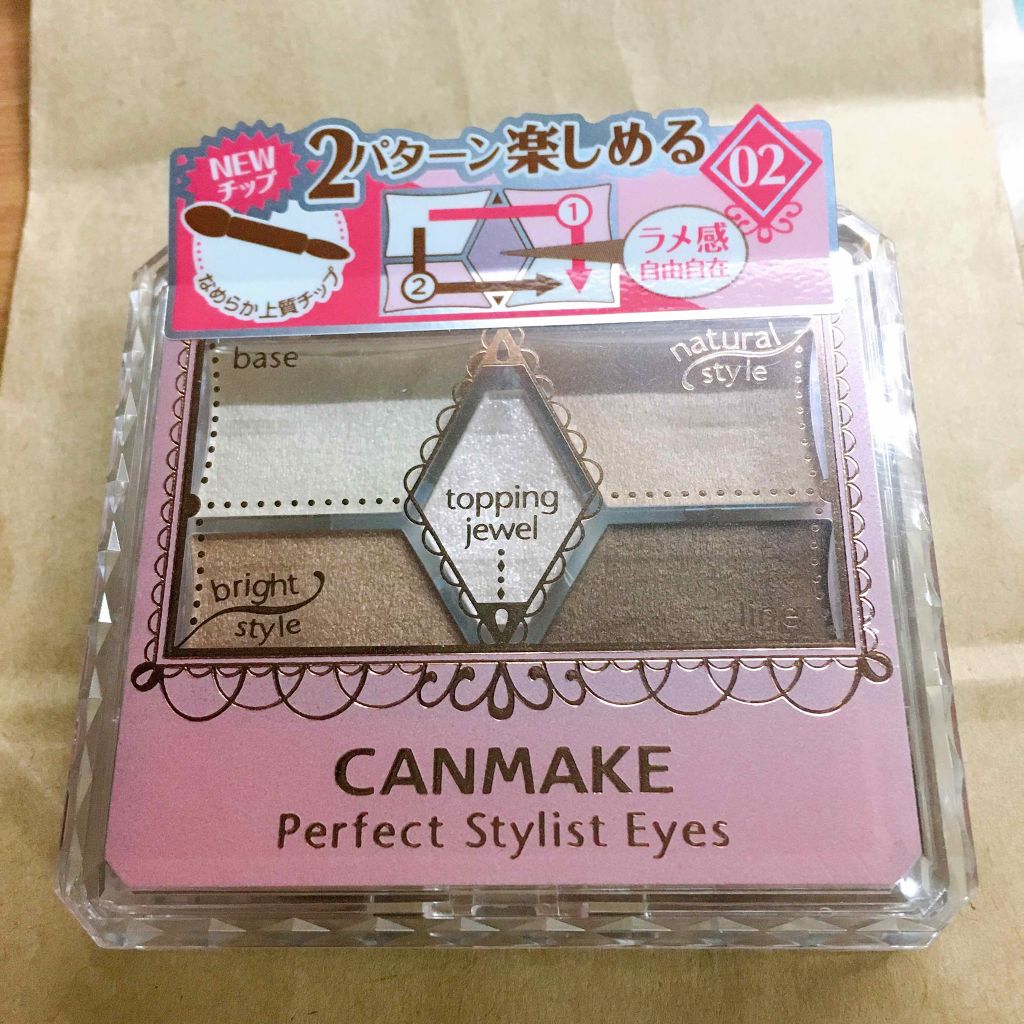 NEW
チップ
2パターン楽しめる
02
1
ラメ感
自由自在
2
なめらか上質チップ
base
natural
style
topping
jewel
bright
style
line
CANMAKE
Perfect Stylist Eyes